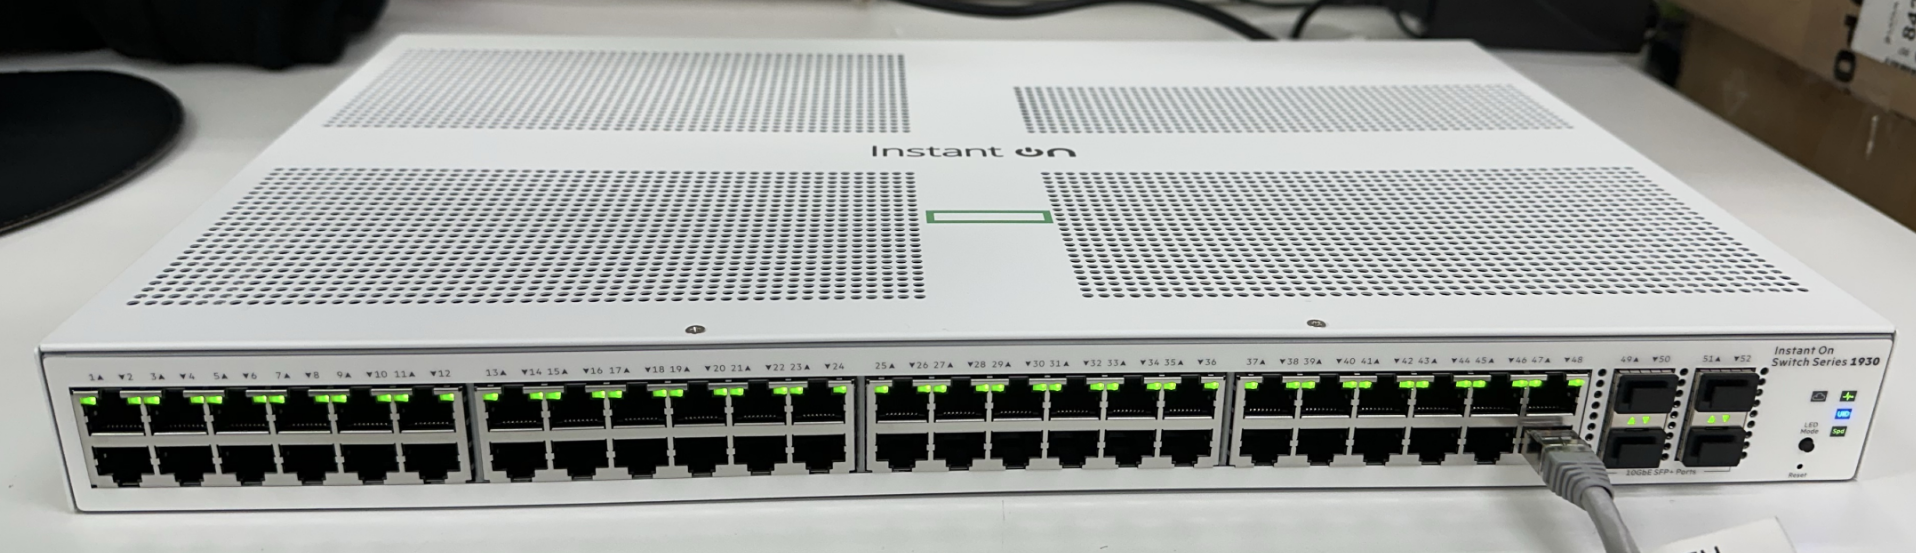 Instant On
1▲ ▼2 3▲ ▼4 5▲ ▼6 7▲ ▼8 9▲ ▼10 11▲ ▼12 13▲ ▼14 15▲ ▼16 17▲ ▼18 19▲ ▼20 21▲ ▼22 23▲ ▼24 25▲ ▼26 27▲ ▼28 29▲ ▼30 31▲ ▼32 33▲ ▼34 35▲ ▼36 37▲ ▼38 39▲ ▼40 41▲ ▼42 43▲ ▼44 45▲ ▼46 47▲ ▼48 49▲ ▼50 51▲ ▼52
Instant On
Switch Series 1930
UID
Spd
LED
Mode
Reset
10GbE SFP+ Ports